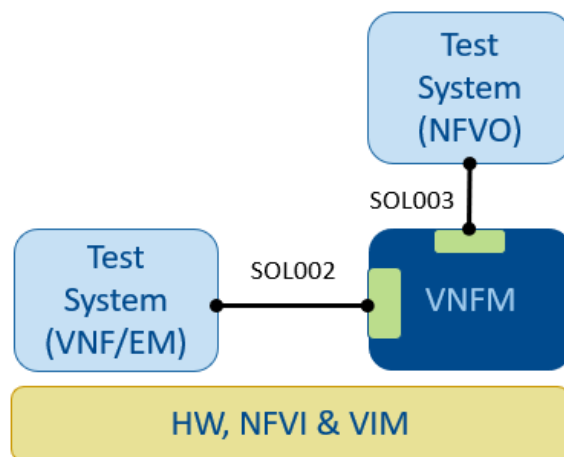 Test
System
(NFVO)
SOL003
Test
System
(VNF/EM)
SOL002
VNFM
HW, NFVI & VIM